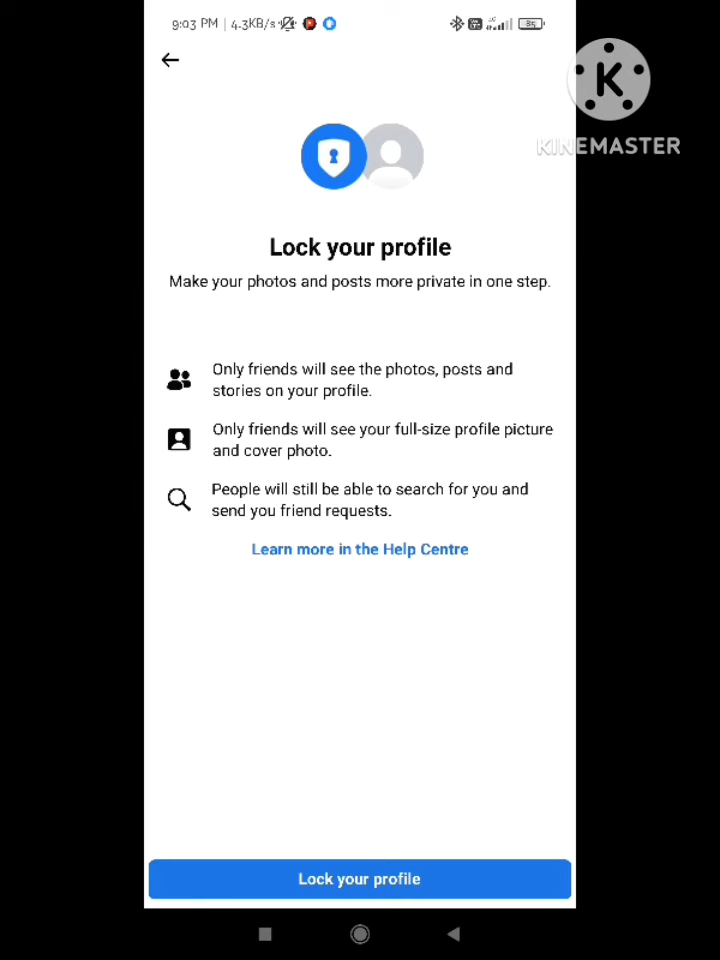 9:03 PM | 4.3KB/s
85
K
KINEMASTER
Lock your profile
Make your photos and posts more private in one step.
Only friends will see the photos, posts and
stories on your profile.
Only friends will see your full-size profile picture
and cover photo.
People will still be able to search for you and
send you friend requests.
Learn more in the Help Centre
Lock your profile